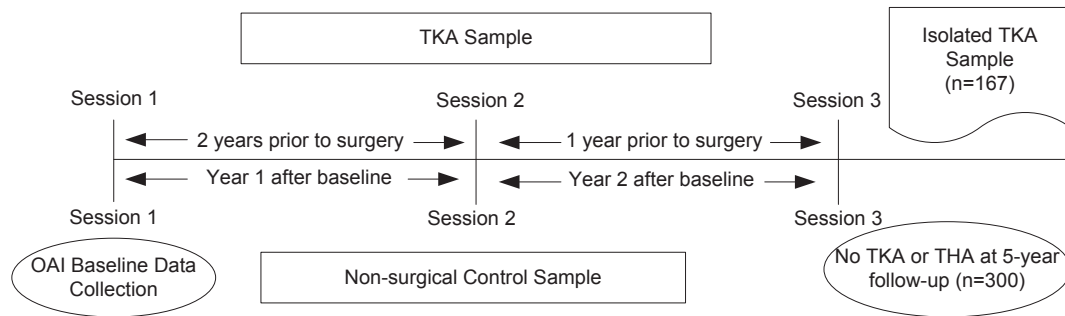 TKA Sample
Isolated TKA
Sample
(n=167)
Session 1
Session 2
Session 3
2 years prior to surgery
1 year prior to surgery
Year 1 after baseline
Year 2 after baseline
Session 1
Session 2
Session 3
OAI Baseline Data
Collection
Non-surgical Control Sample
No TKA or THA at 5-year
follow-up (n=300)